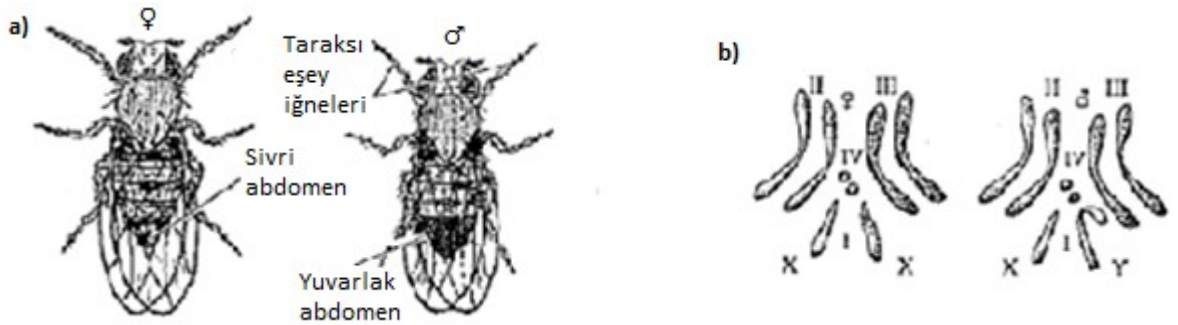 a)
♀
♂
Taraksı
eşey
iğneleri
Sivri
abdomen
Yuvarlak
abdomen
b)
II ♀ III
IV
I
X X
II ♂ III
IV
I
X Y